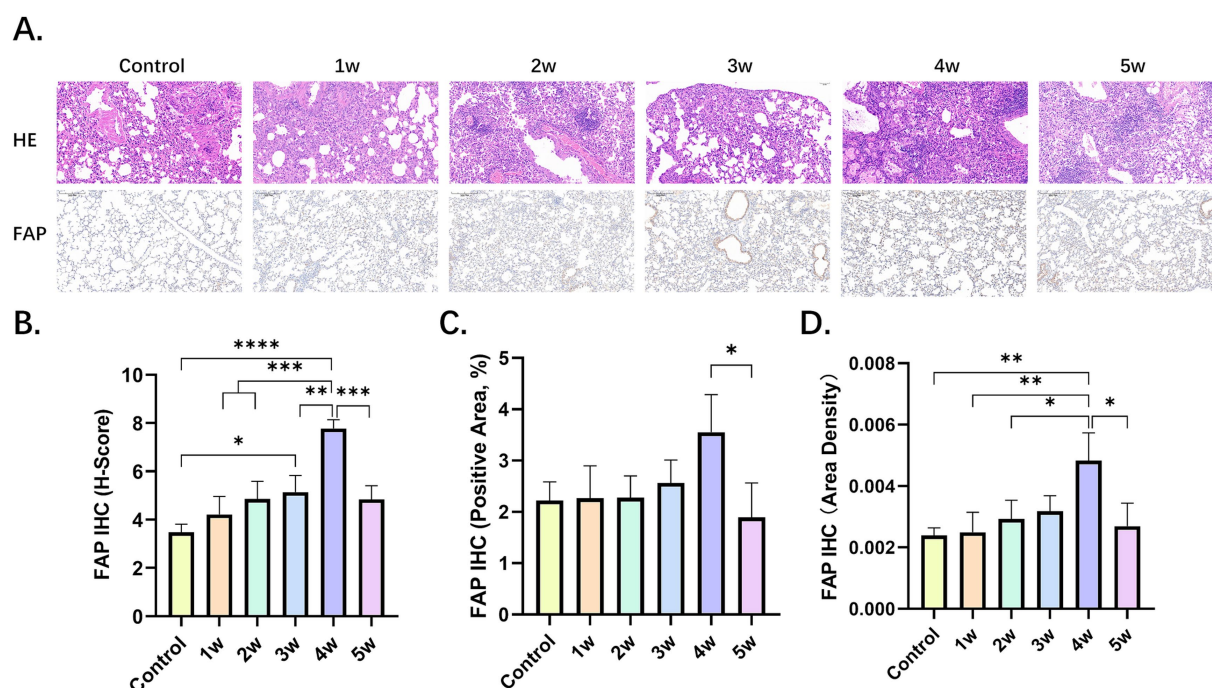 A.
Control 1w 2w 3w 4w 5w
HE
FAP
B.
FAP IHC (H-Score)
10
8
6
4
2
0
****
***
** ***
*
Control 1w 2w 3w 4w 5w
C.
FAP IHC (Positive Area, %)
5
4
3
2
1
0
*
Control 1w 2w 3w 4w 5w
D.
FAP IHC（Area Density）
0.008
0.006
0.004
0.002
0.000
**
**
* *
Control 1w 2w 3w 4w 5w